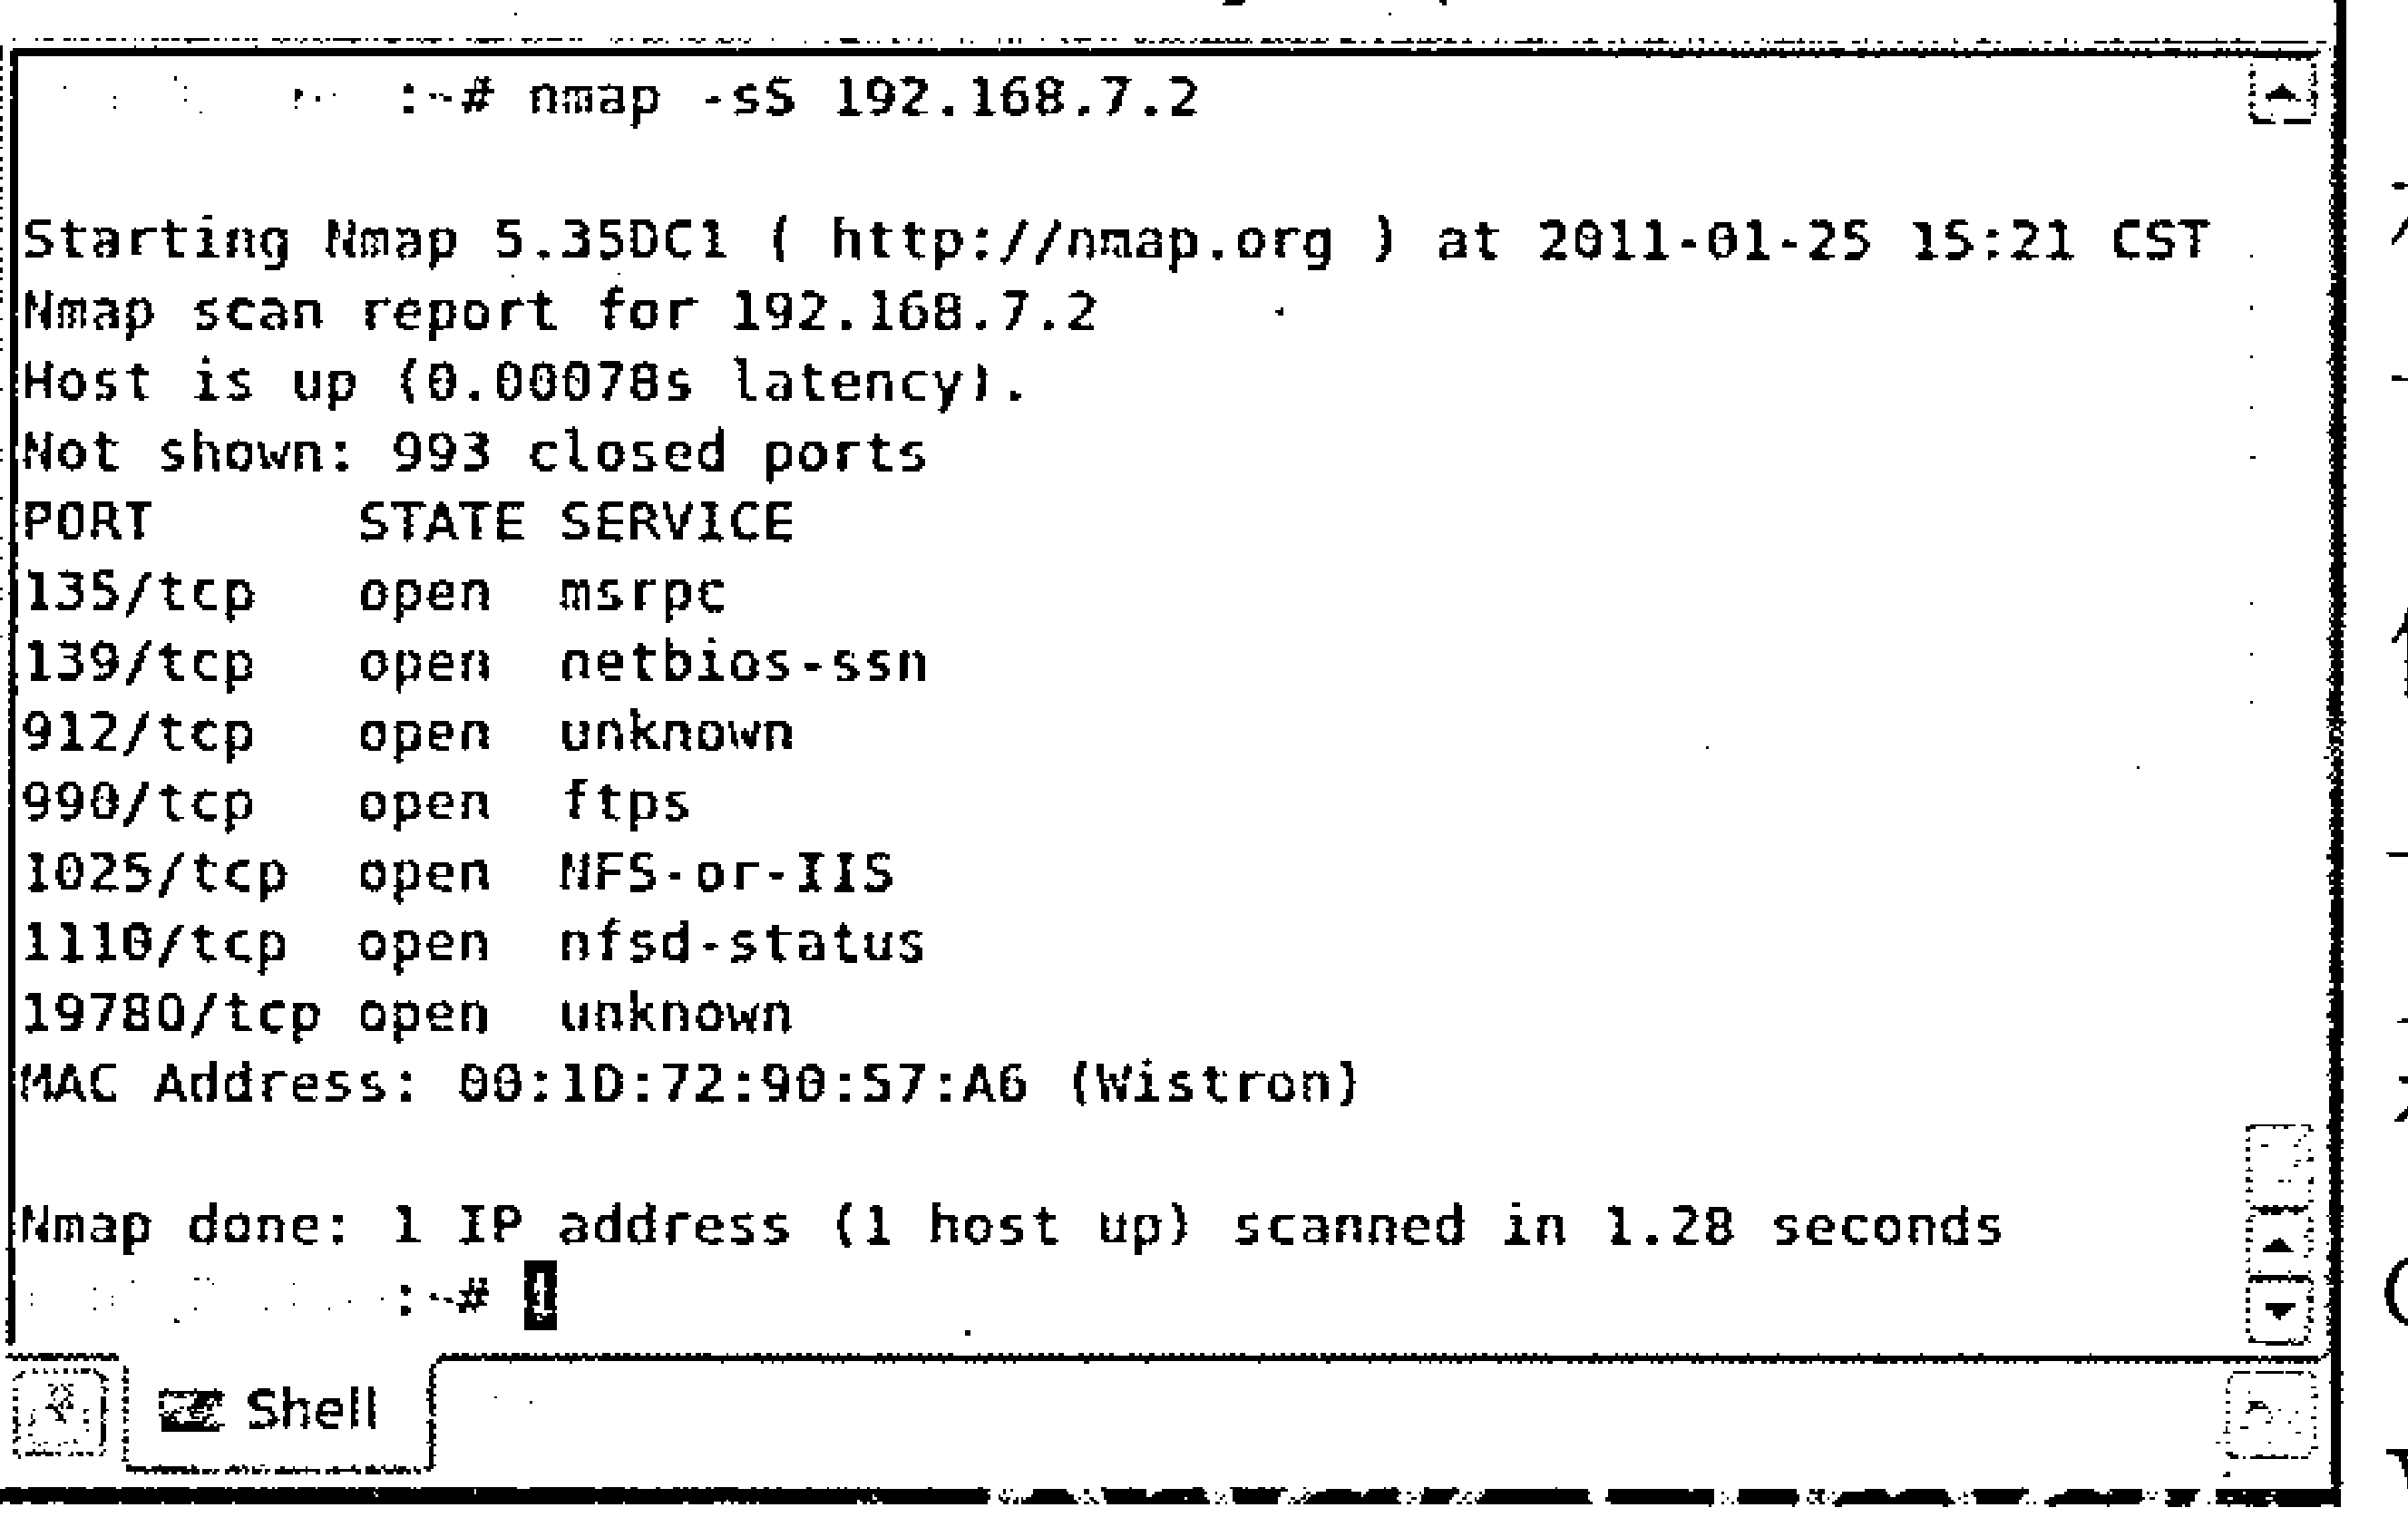 :~# nmap -sS 192.168.7.2
Starting Nmap 5.35DC1 ( http://nmap.org ) at 2011-01-25 15:21 CST
Nmap scan report for 192.168.7.2
Host is up (0.00078s latency).
Not shown: 993 closed ports
PORT      STATE SERVICE
135/tcp   open  msrpc
139/tcp   open  netbios-ssn
912/tcp   open  unknown
990/tcp   open  ftps
1025/tcp  open  NFS-or-IIS
1110/tcp  open  nfsd-status
19780/tcp open  unknown
MAC Address: 00:1D:72:90:57:A6 (Wistron)
Nmap done: 1 IP address (1 host up) scanned in 1.28 seconds
:~#
Shell